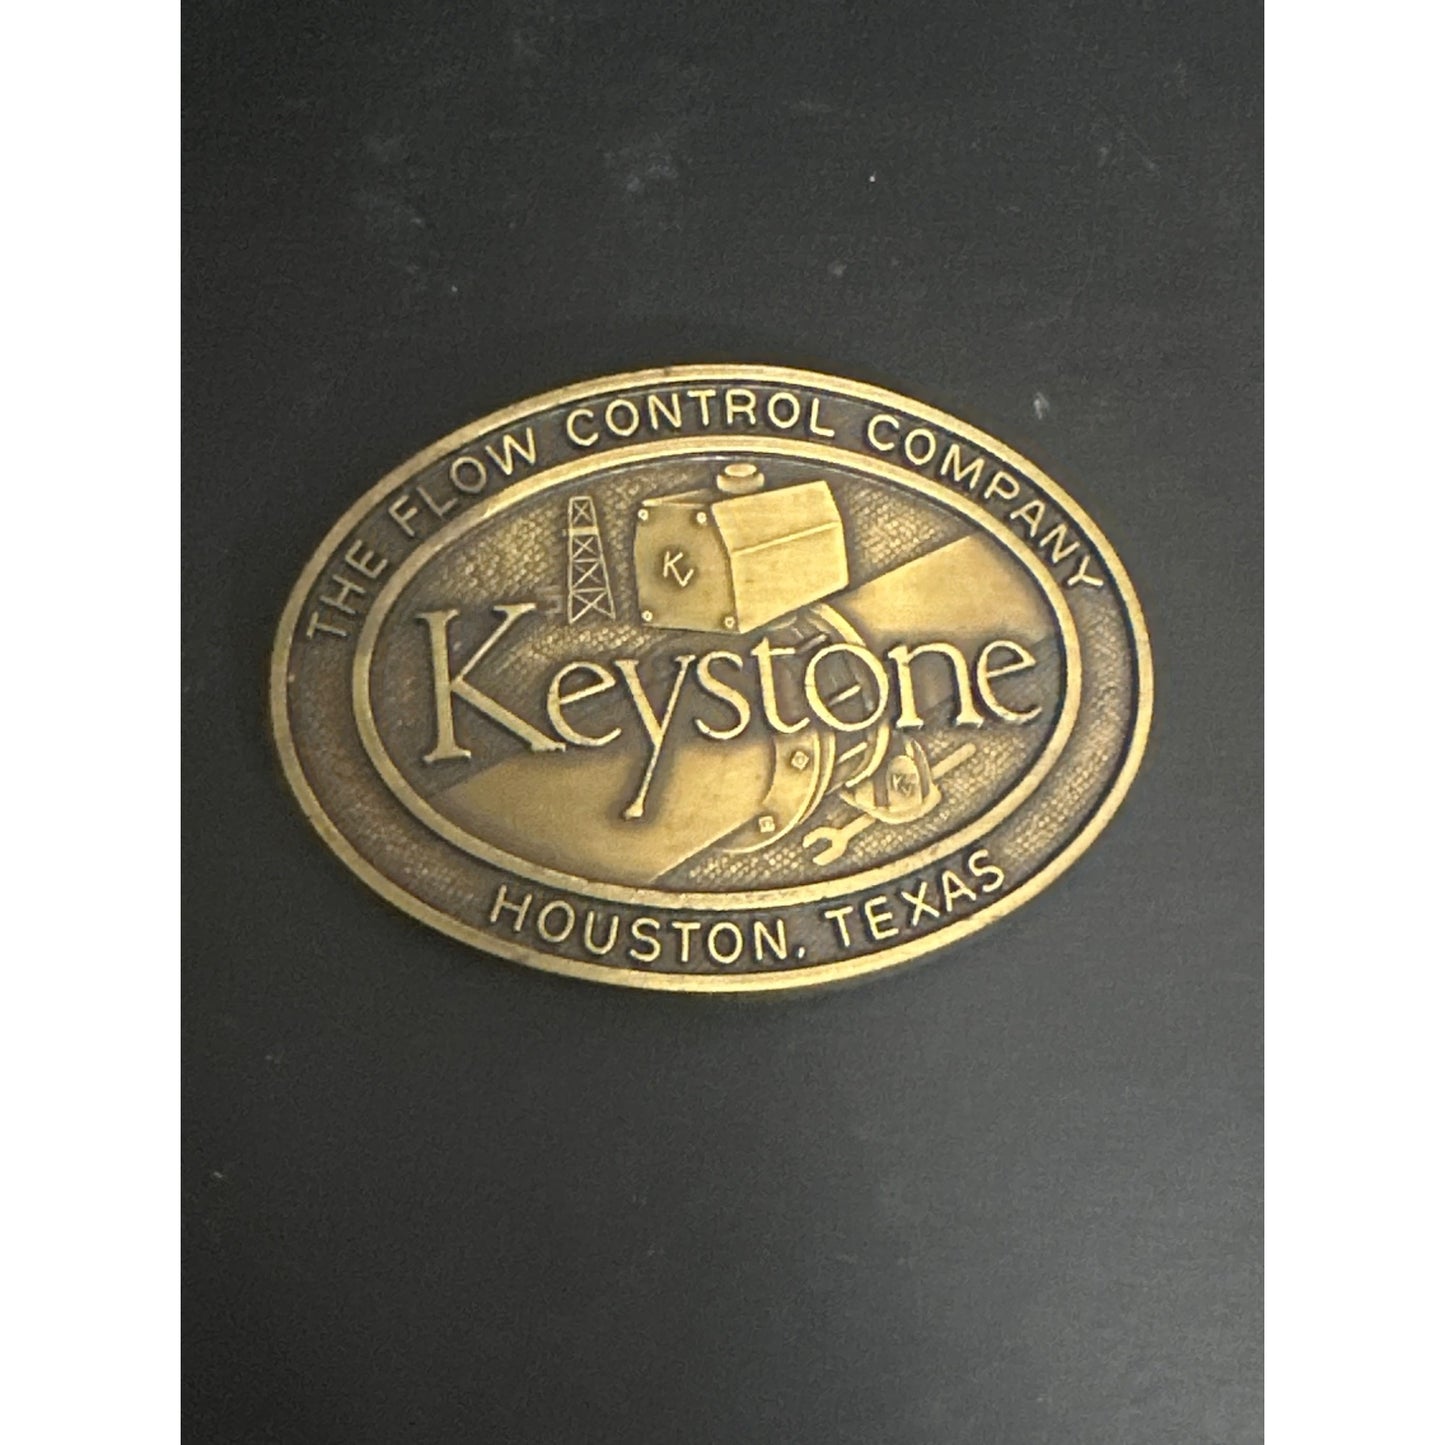 THE FLOW CONTROL COMPANY
K
Keystone
HOUSTON, TEXAS